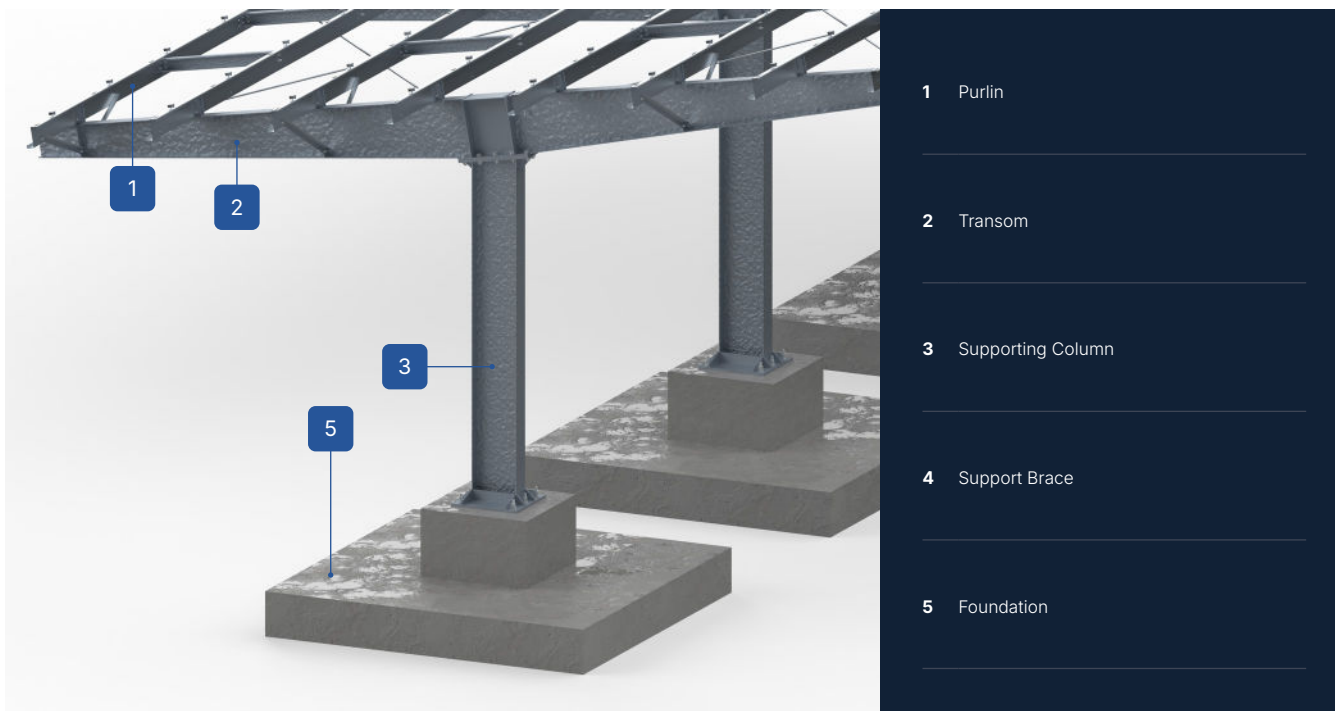 1
2
3
5
1 Purlin
2 Transom
3 Supporting Column
4 Support Brace
5 Foundation